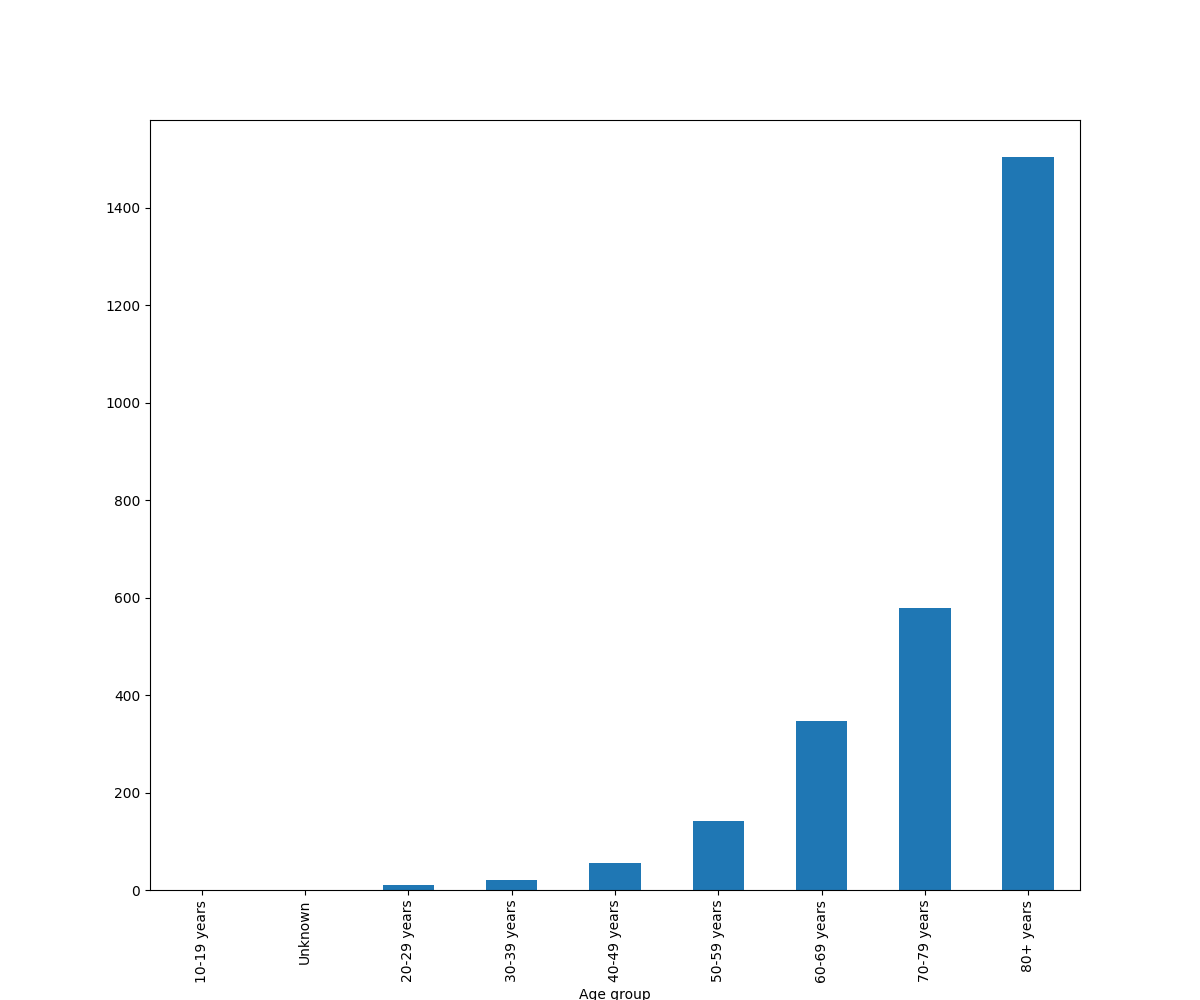 1400
1200
1000
800
600
400
200
0
10-19 years
Unknown
20-29 years
30-39 years
40-49 years
50-59 years
60-69 years
70-79 years
80+ years
Age group